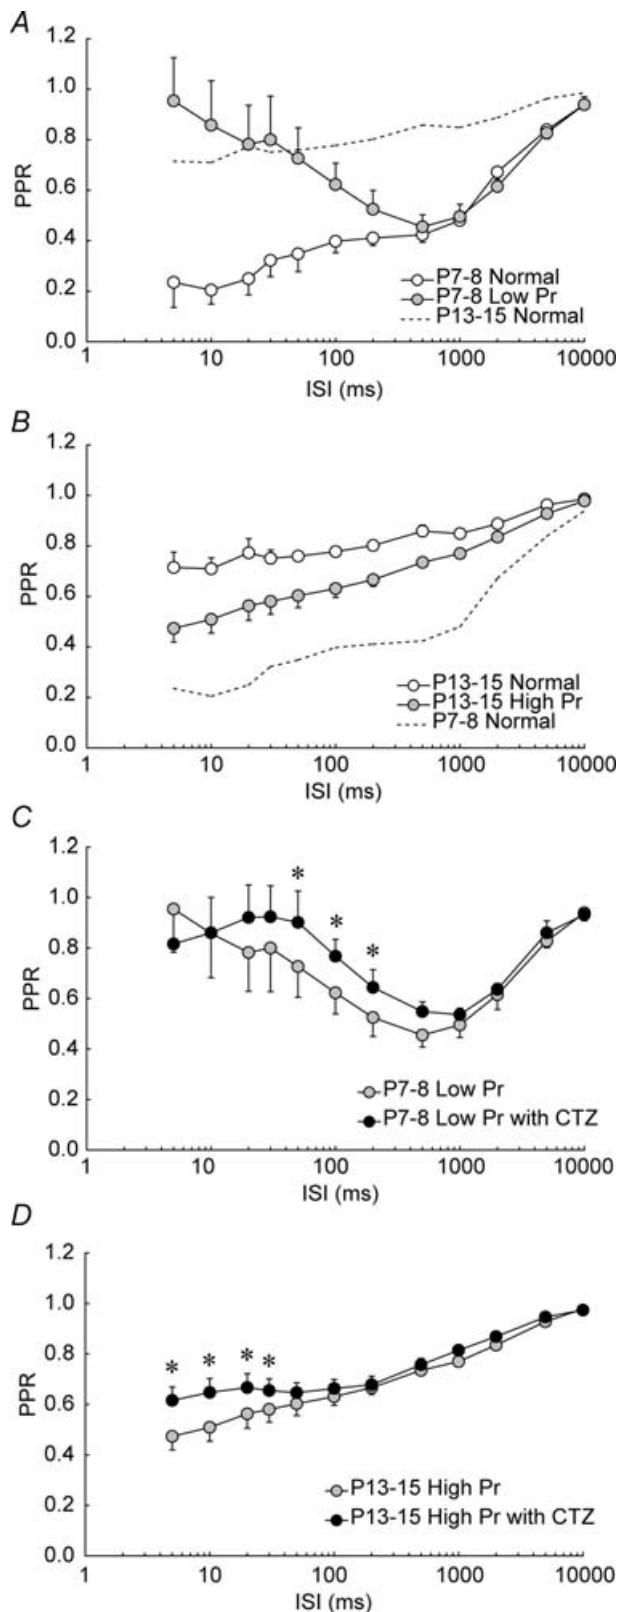 A
1.2
1.0
0.8
0.6
0.4
0.2
0.0
PPR
P7-8 Normal
P7-8 Low Pr
P13-15 Normal
1 10 100 1000 10000
ISI (ms)
B
1.2
1.0
0.8
0.6
0.4
0.2
0.0
PPR
P13-15 Normal
P13-15 High Pr
P7-8 Normal
1 10 100 1000 10000
ISI (ms)
C
1.2
1.0
0.8
0.6
0.4
0.2
0.0
PPR
* * *
P7-8 Low Pr
P7-8 Low Pr with CTZ
1 10 100 1000 10000
ISI (ms)
D
1.2
1.0
0.8
0.6
0.4
0.2
0.0
PPR
* * * *
P13-15 High Pr
P13-15 High Pr with CTZ
1 10 100 1000 10000
ISI (ms)